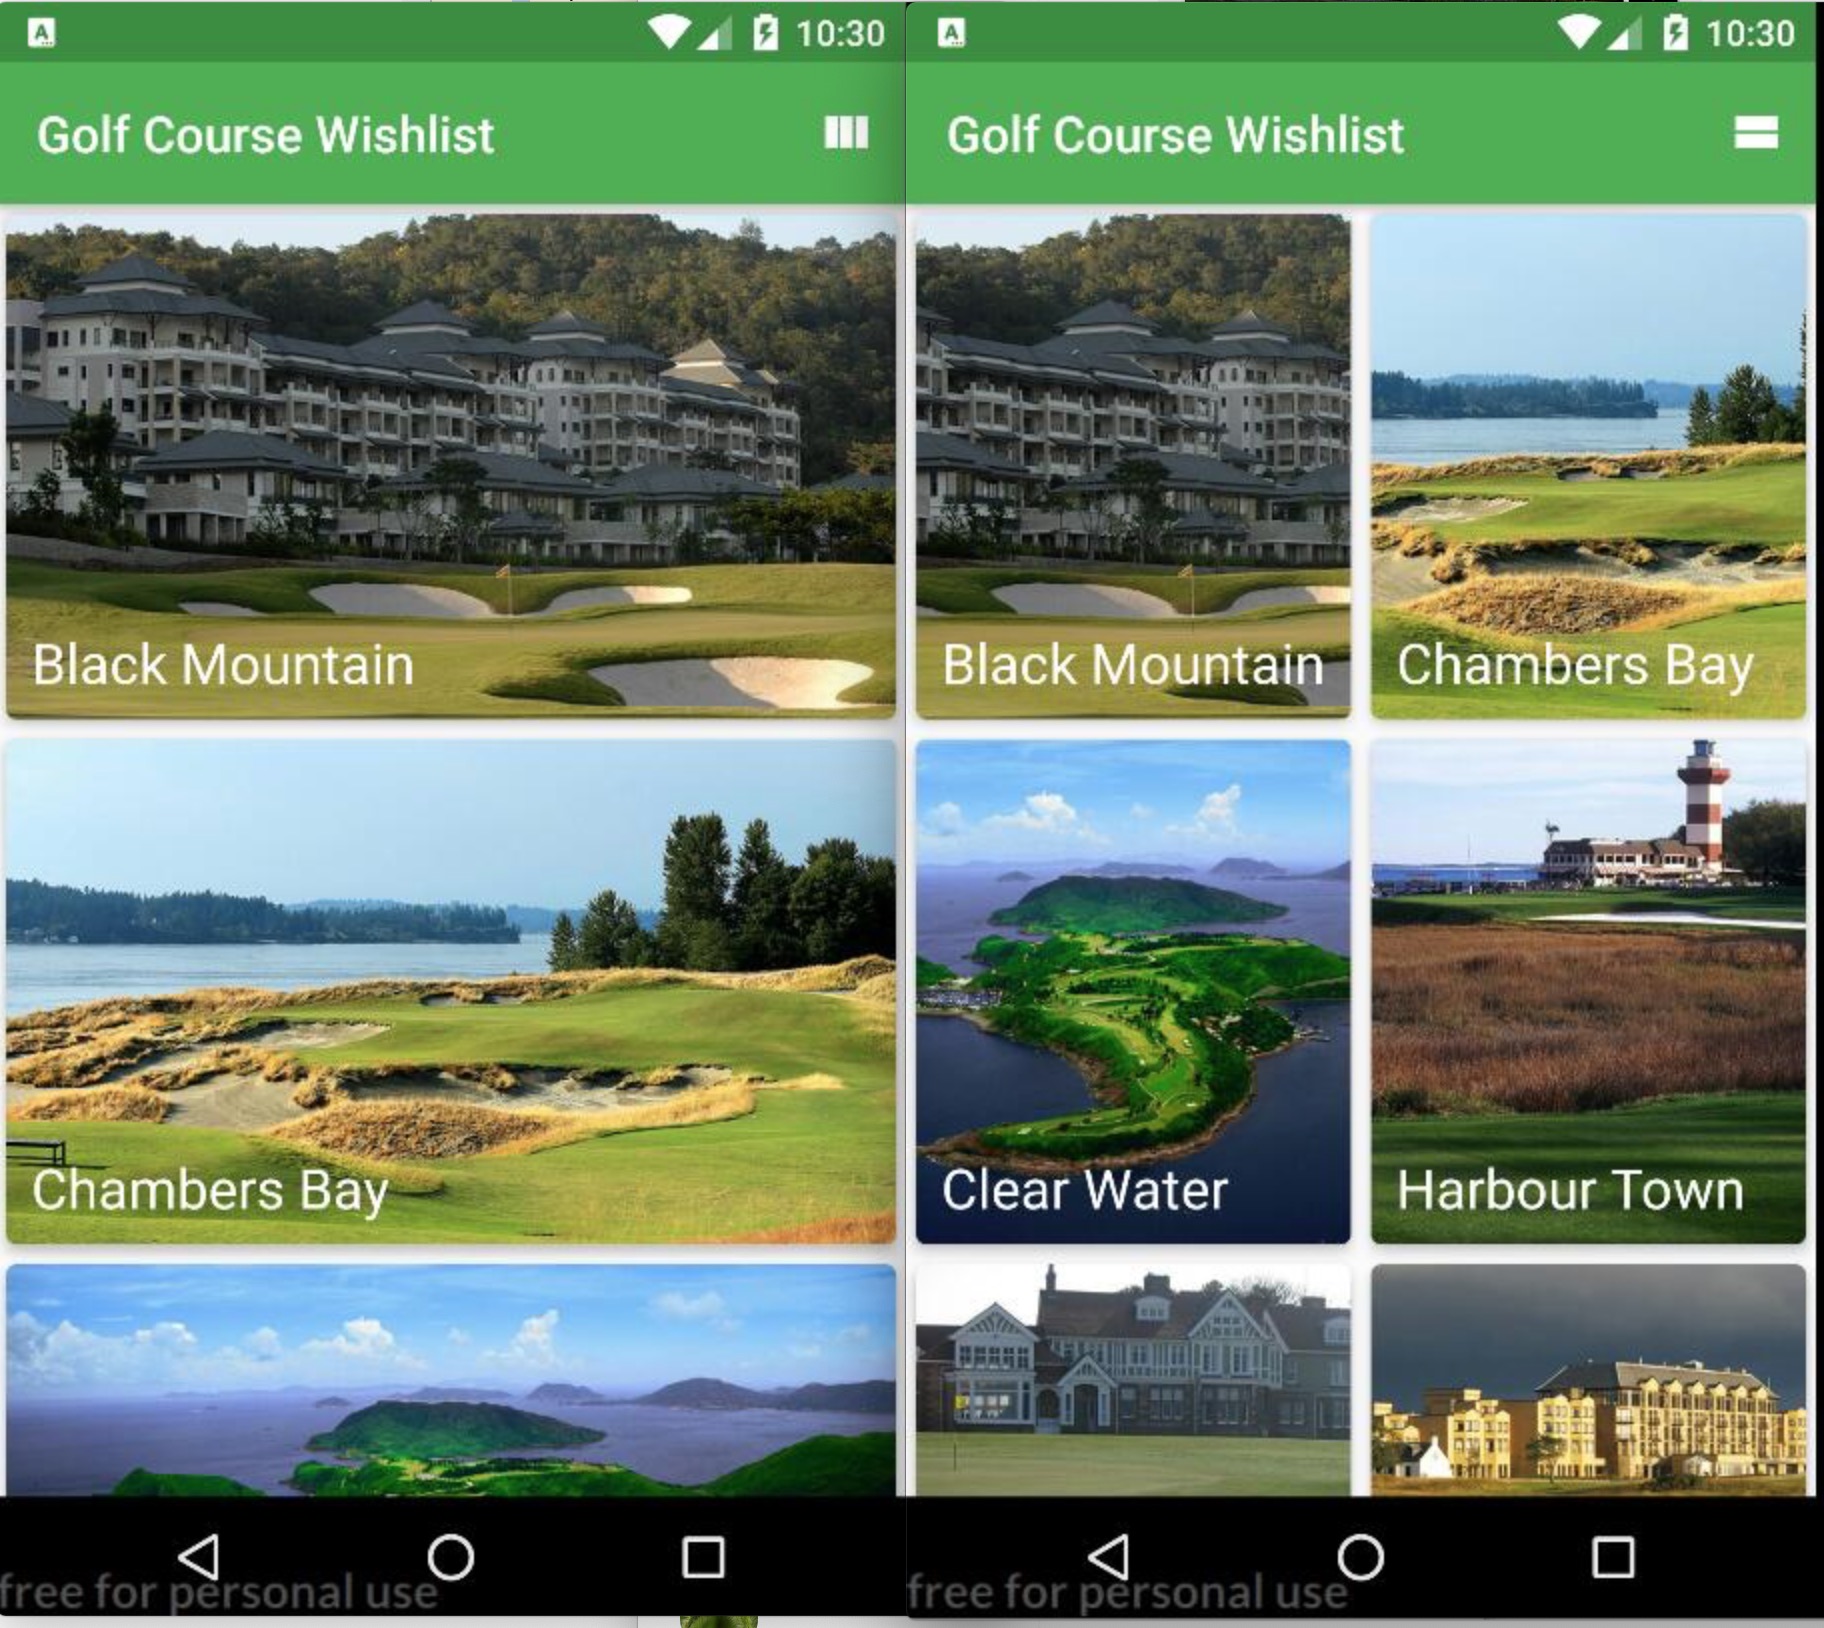 A
10:30
Golf Course Wishlist
Black Mountain
Chambers Bay
free for personal use
A
10:30
Golf Course Wishlist
Black Mountain
Chambers Bay
Clear Water
Harbour Town
free for personal use